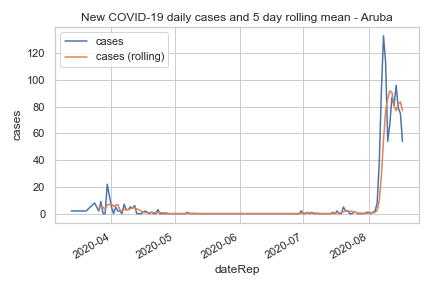 New COVID-19 daily cases and 5 day rolling mean - Aruba
cases
cases (rolling)
cases
120
100
80
60
40
20
0
2020-04
2020-05
2020-06
2020-07
2020-08
dateRep